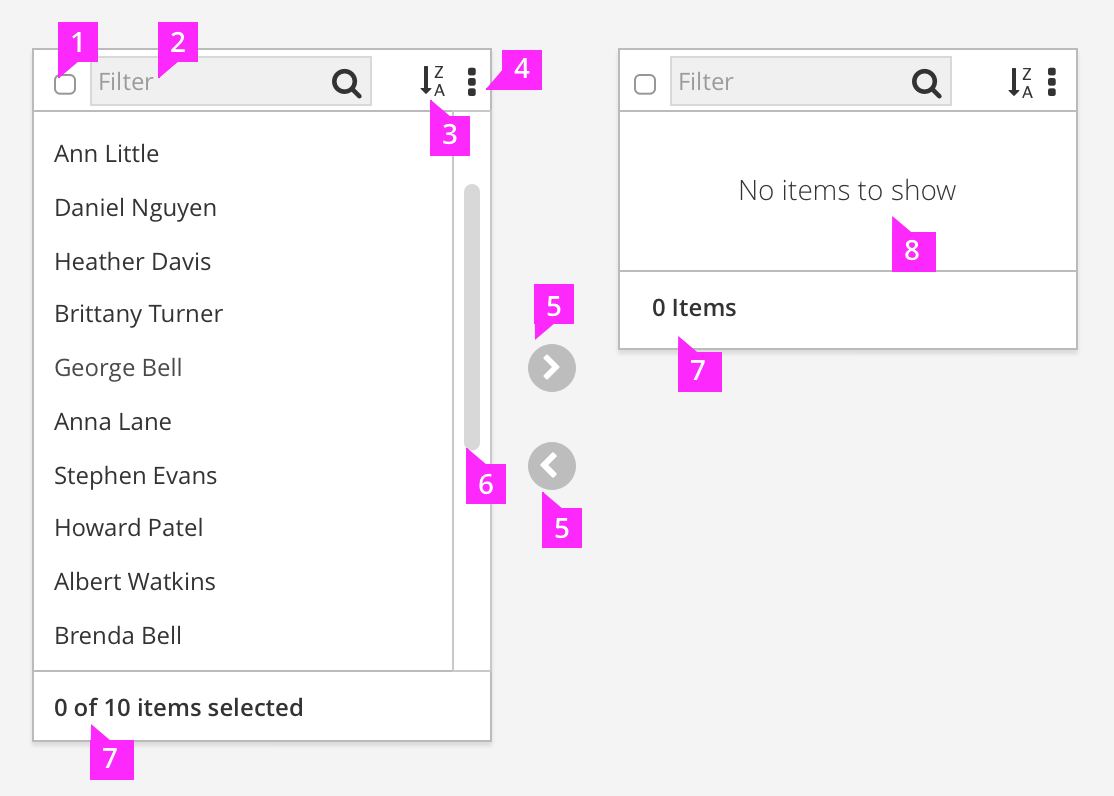 1
2
Filter
Z
A
4
Filter
Z
A
3
Ann Little
Daniel Nguyen
No items to show
8
Heather Davis
Brittany Turner
5
0 Items
George Bell
7
Anna Lane
Stephen Evans
6
Howard Patel
5
Albert Watkins
Brenda Bell
0 of 10 items selected
7